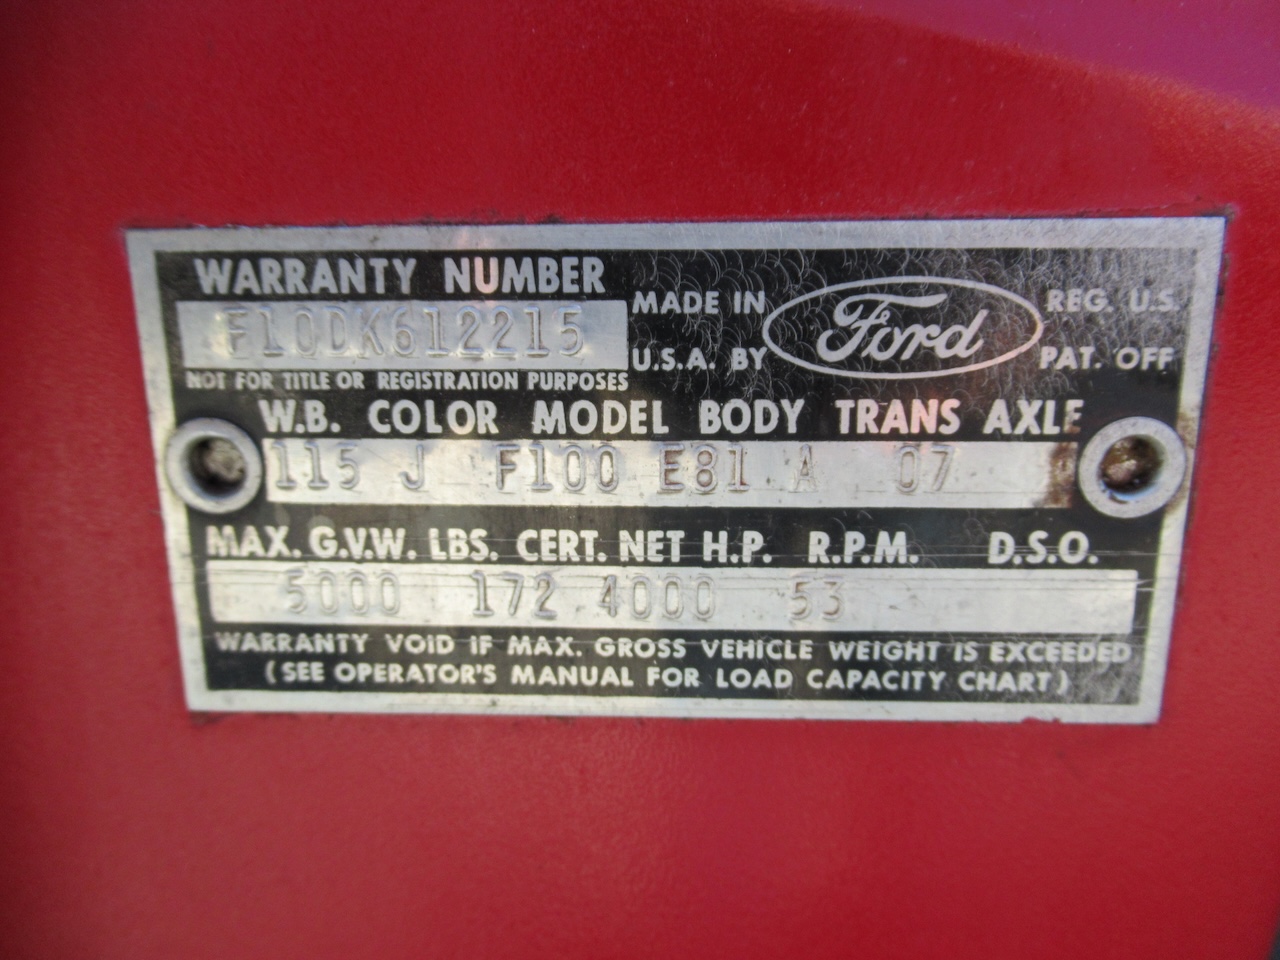 WARRANTY NUMBER
F10DK612215
MADE IN Ford REG. U.S.
U.S.A. BY PAT. OFF
NOT FOR TITLE OR REGISTRATION PURPOSES
W.B. COLOR MODEL BODY TRANS AXLE
115 J F100 E81 A 07
MAX. G.V.W. LBS. CERT. NET H.P. R.P.M. D.S.O.
5000 172 4000 53
WARRANTY VOID IF MAX. GROSS VEHICLE WEIGHT IS EXCEEDED
(SEE OPERATOR'S MANUAL FOR LOAD CAPACITY CHART)